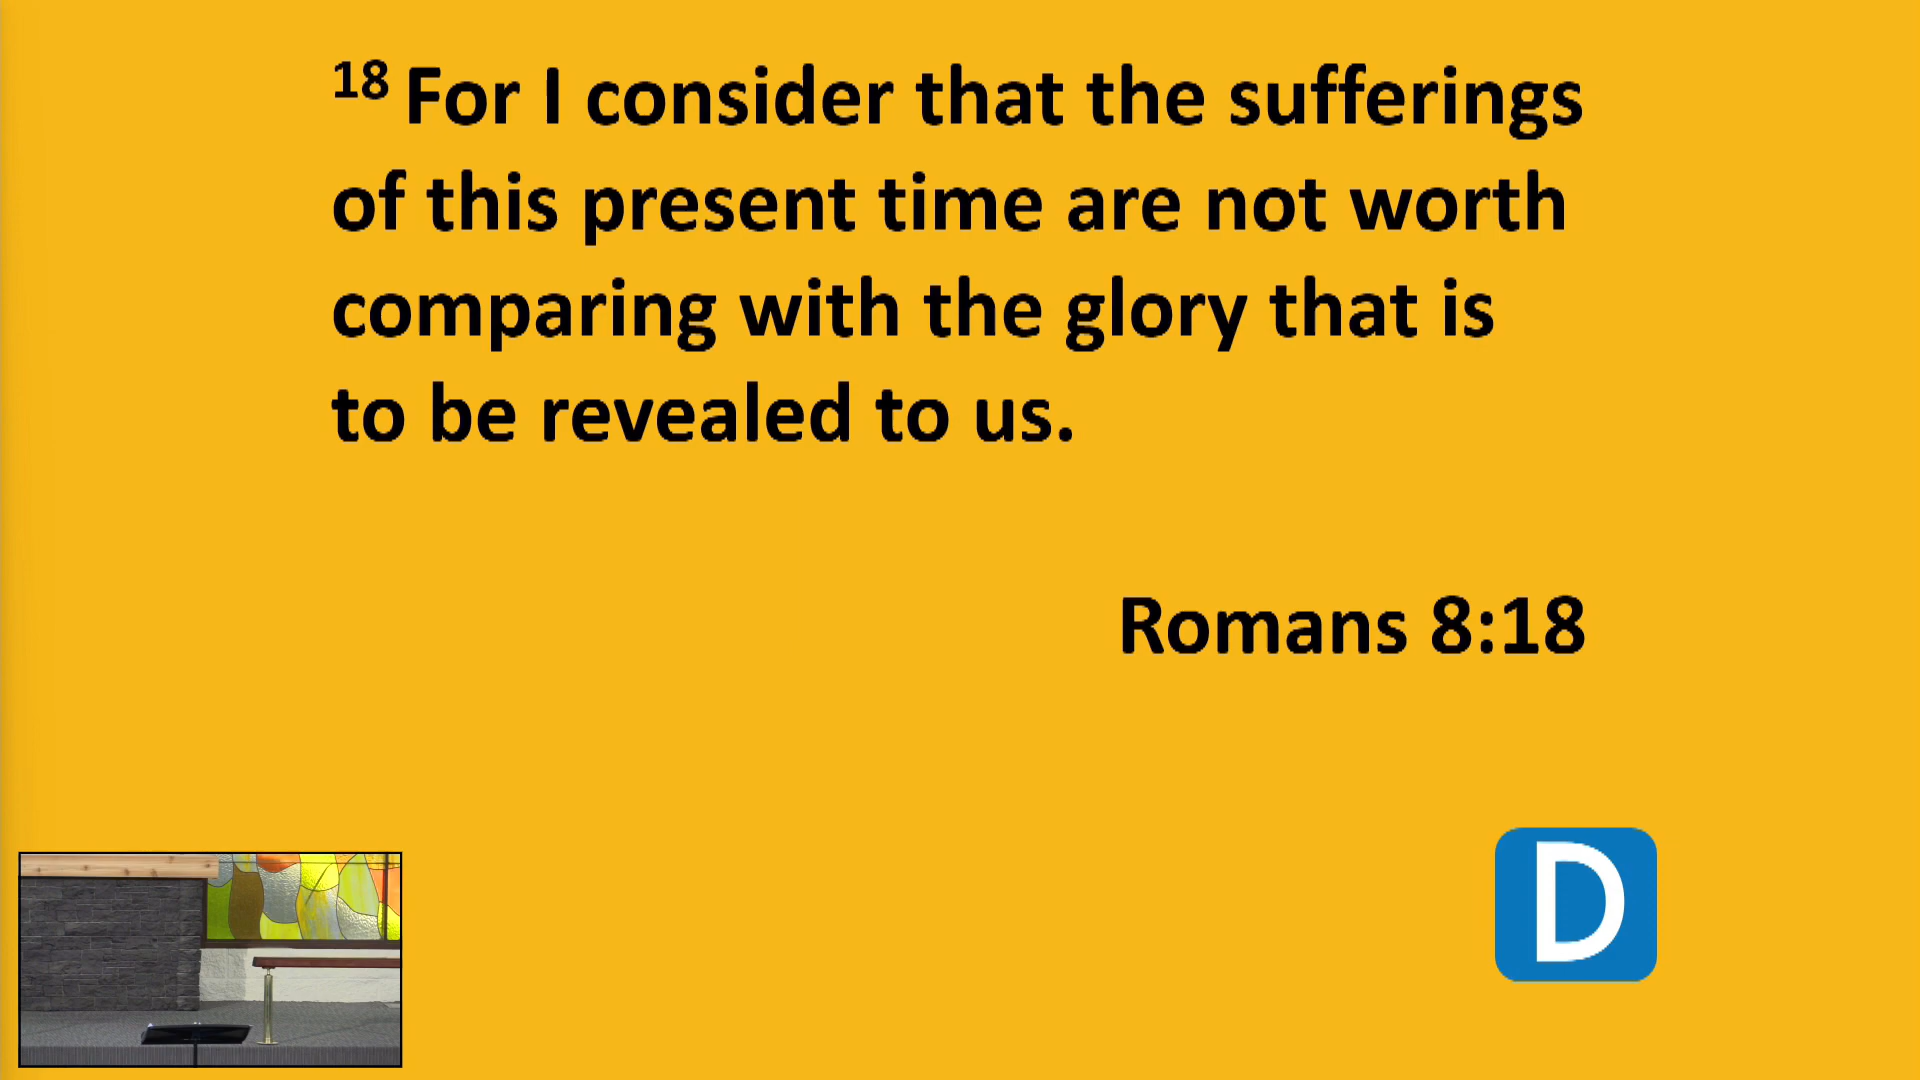 18 For I consider that the sufferings
of this present time are not worth
comparing with the glory that is
to be revealed to us.
Romans 8:18
D